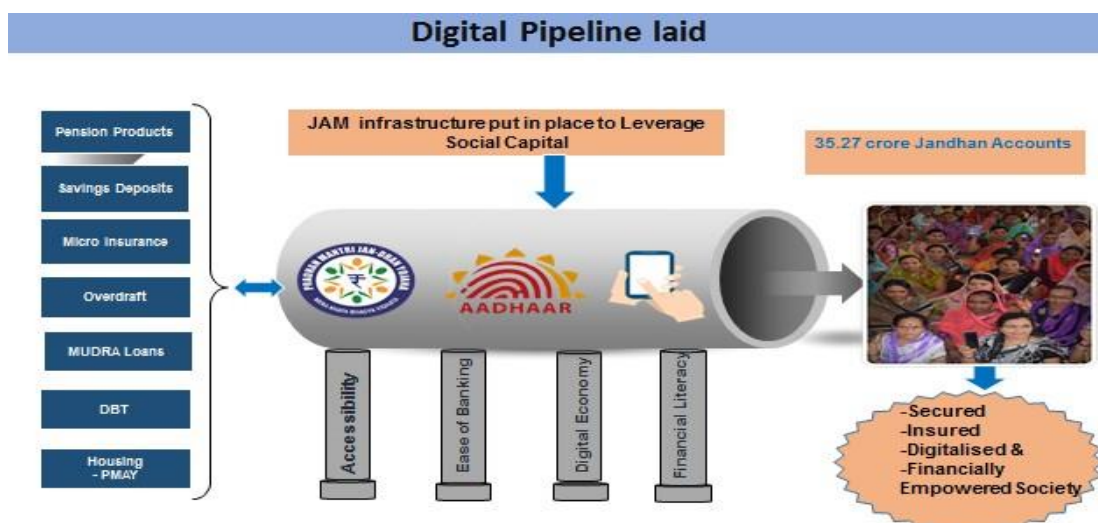 Digital Pipeline laid
Pension Products
Savings Deposits
Micro Insurance
Overdraft
MUDRA Loans
DBT
Housing
- PMAY
JAM infrastructure put in place to Leverage
Social Capital
PRADHAN MANTRI JAN-DHAN YOJANA
AADHAAR
Accessibility
Ease of Banking
Digital Economy
Financial Literacy
35.27 crore Jandhan Accounts
-Secured
-Insured
-Digitalised &
-Financially
Empowered Society